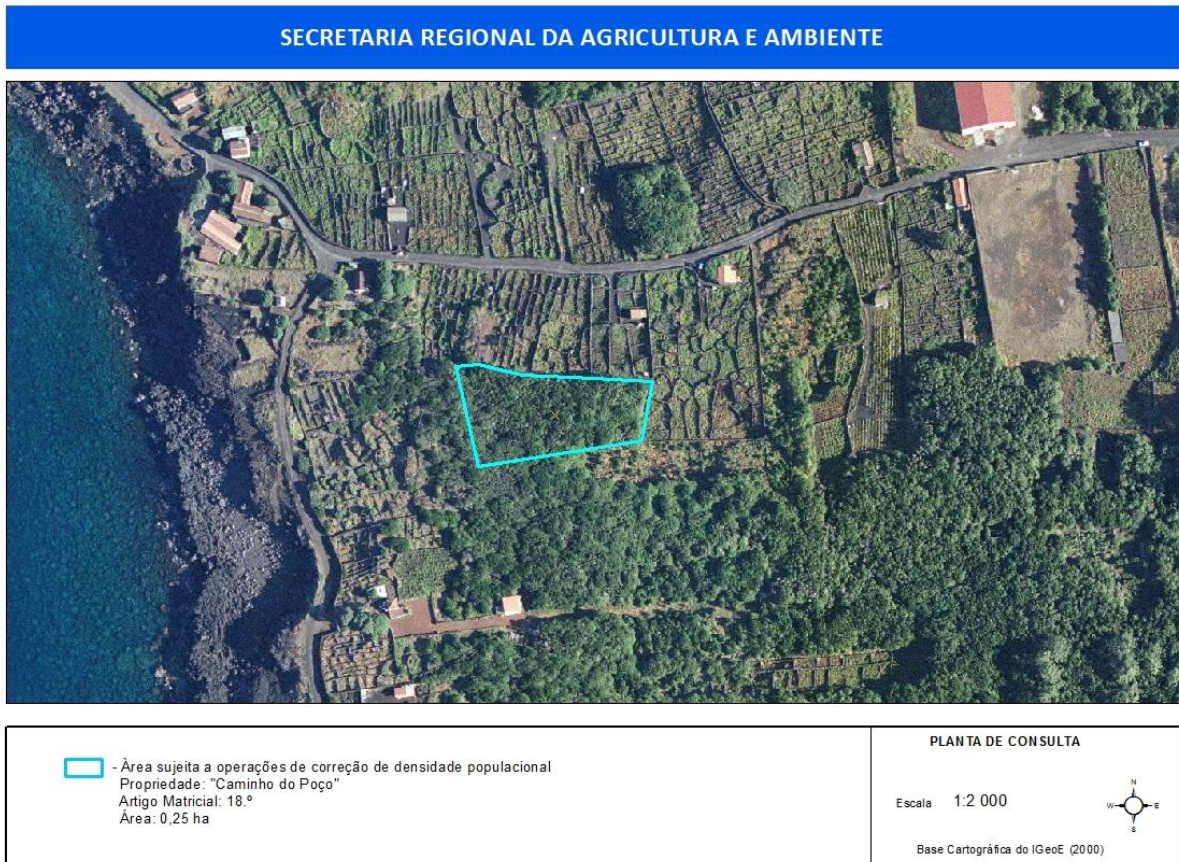 SECRETARIA REGIONAL DA AGRICULTURA E AMBIENTE
- Área sujeita a operações de correção de densidade populacional
Propriedade: "Caminho do Poço"
Artigo Matricial: 18.º
Área: 0,25 ha
PLANTA DE CONSULTA
Escala 1:2 000
N
W E
S
Base Cartográfica do IGeoE (2000)